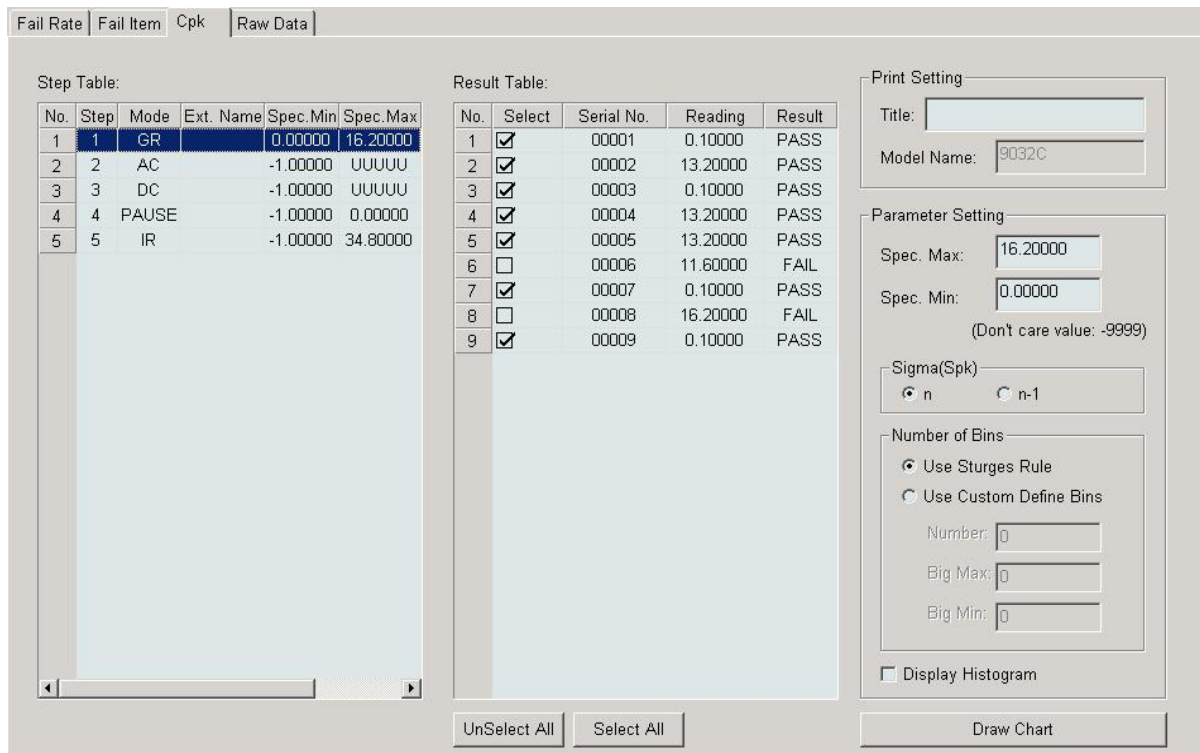 Fail Rate Fail Item Cpk Raw Data
Step Table:
No. Step Mode Ext. Name Spec.Min Spec.Max
1 1 GR 0.00000 16.20000
2 2 AC -1.00000 UUUUU
3 3 DC -1.00000 UUUUU
4 4 PAUSE -1.00000 0.00000
5 5 IR -1.00000 34.80000
Result Table:
No. Select Serial No. Reading Result
1 00001 0.10000 PASS
2 00002 13.20000 PASS
3 00003 0.10000 PASS
4 00004 13.20000 PASS
5 00005 13.20000 PASS
6 00006 11.60000 FAIL
7 00007 0.10000 PASS
8 00008 16.20000 FAIL
9 00009 0.10000 PASS
UnSelect All Select All
Print Setting
Title:
Model Name: 9032C
Parameter Setting
Spec. Max: 16.20000
Spec. Min: 0.00000
(Don't care value: -9999)
Sigma(Spk)
n n-1
Number of Bins
Use Sturges Rule
Use Custom Define Bins
Number: 0
Big Max: 0
Big Min: 0
Display Histogram
Draw Chart